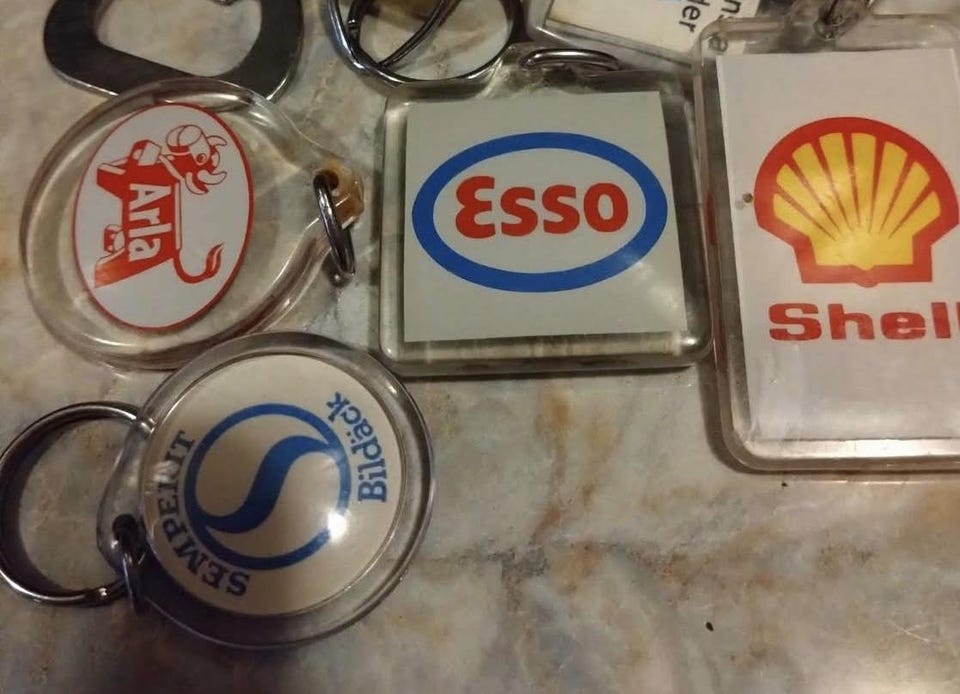 Arla
Esso
Shell
SEMPERIT
Bildäck